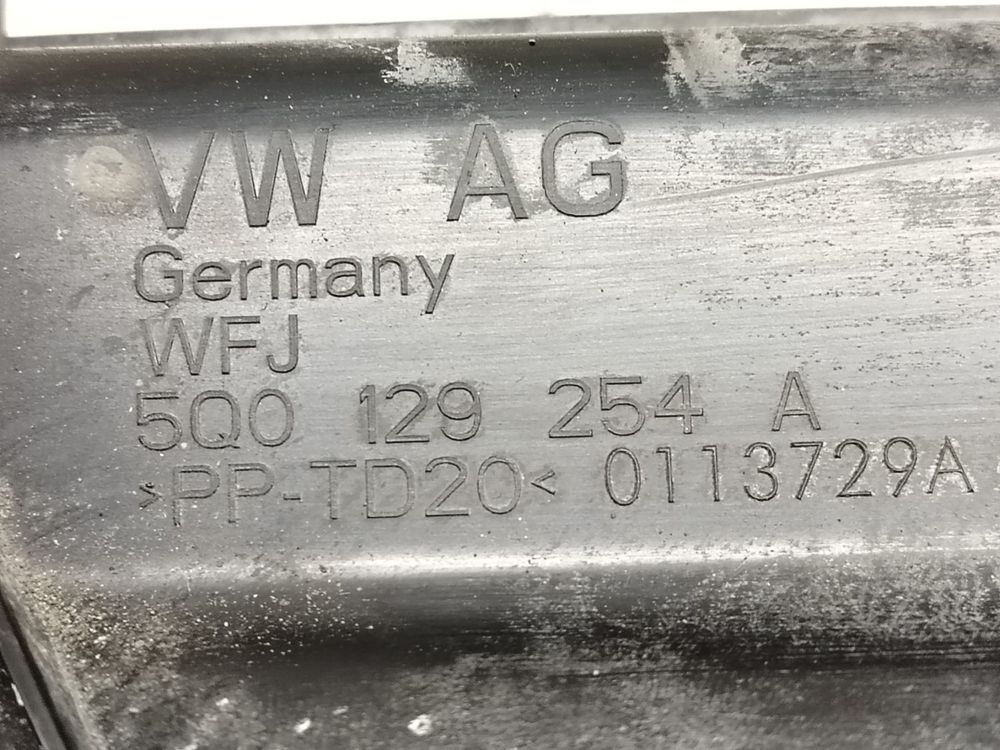 VW AG
Germany
WFJ
5Q0 129 254 A
>PP-TD20< 0113729A